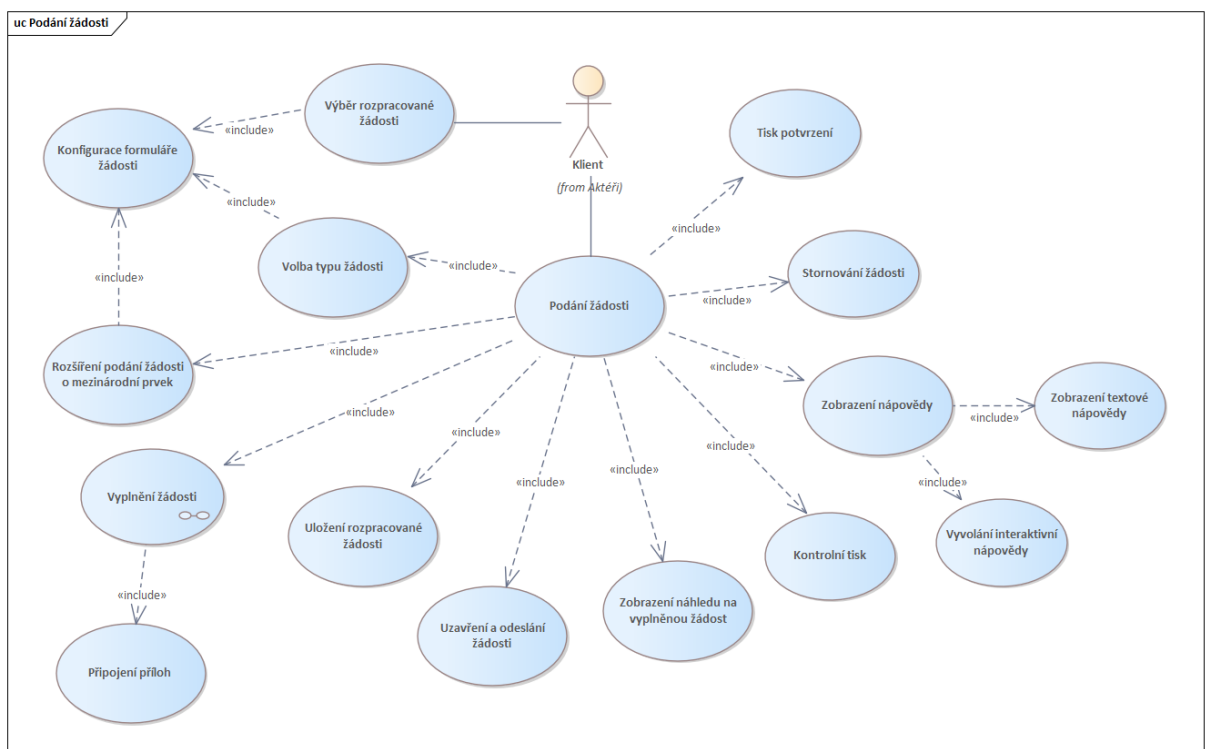 uc Podání žádosti
Výběr rozpracované
žádosti
Klient
(from Aktéři)
Tisk potvrzení
Konfigurace formuláře
žádosti
«include»
«include»
«include»
Volba typu žádosti
«include»
Stornování žádosti
«include»
«include»
Podání žádosti
«include»
Rozšíření podání žádosti
o mezinárodní prvek
«include»
«include»
Zobrazení nápovědy
Zobrazení textové
nápovědy
«include»
«include»
«include»
«include»
«include»
«include»
«include»
Vyplnění žádosti
Uložení rozpracované
žádosti
Kontrolní tisk
Vyvolání interaktivní
nápovědy
«include»
Zobrazení náhledu na
vyplněnou žádost
Uzavření a odeslání
žádosti
Připojení příloh